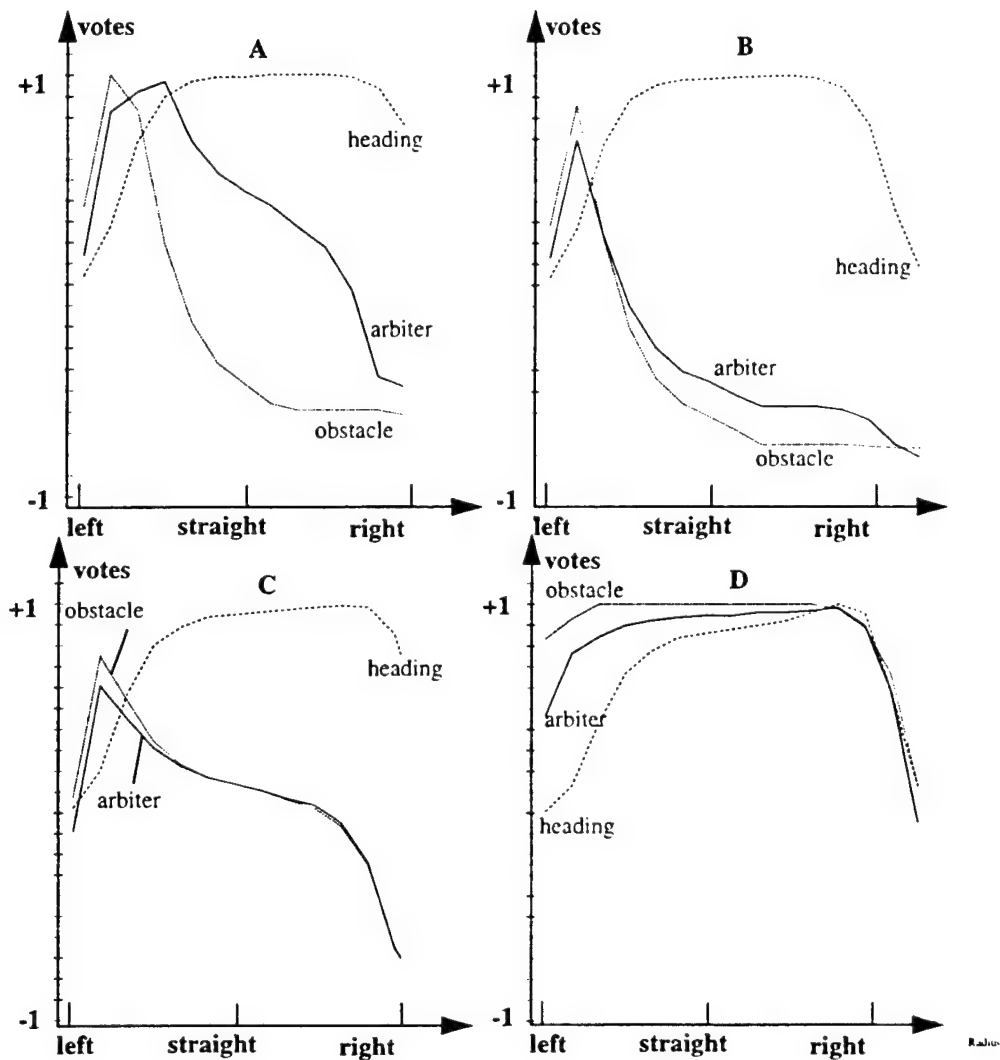 votes
A
+1
heading
arbiter
obstacle
-1
left straight right
votes
B
+1
heading
arbiter
obstacle
-1
left straight right
votes
C
+1
obstacle
heading
arbiter
-1
left straight right
votes
D
obstacle
+1
arbiter
heading
-1
left straight right
Radius